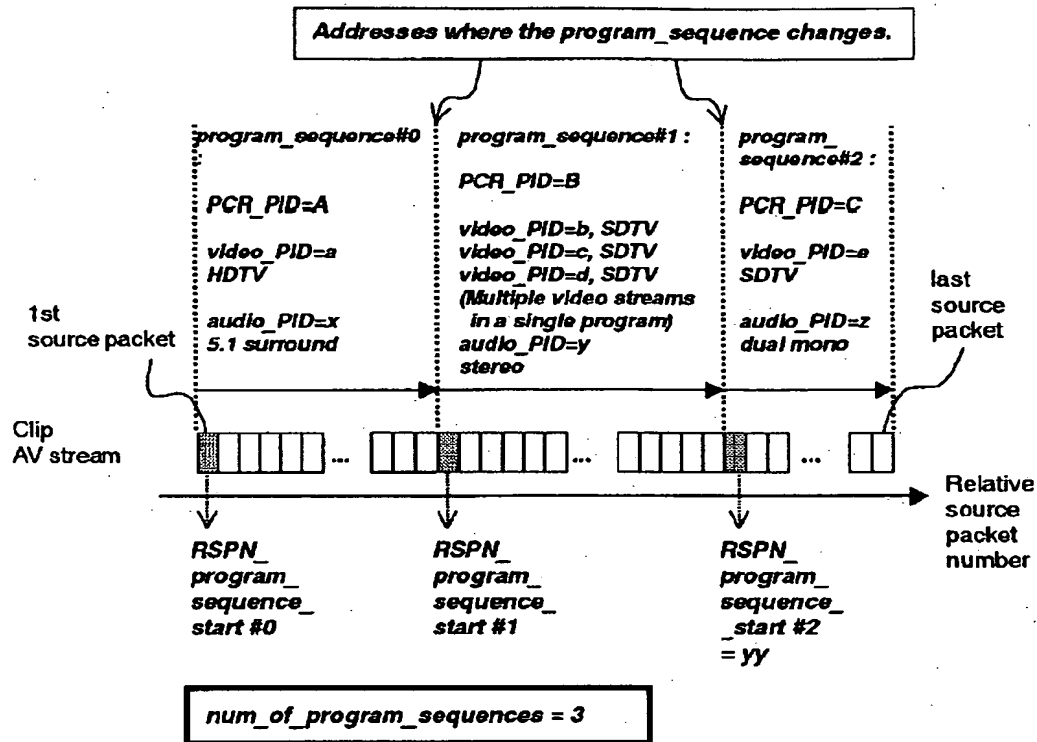 Addresses where the program_sequence changes.
program_sequence#0
:
PCR_PID=A
video_PID=a
HDTV
audio_PID=x
5.1 surround
program_sequence#1 :
PCR_PID=B
video_PID=b, SDTV
video_PID=c, SDTV
video_PID=d, SDTV
(Multiple video streams
in a single program)
audio_PID=y
stereo
program_
sequence#2 :
PCR_PID=C
video_PID=e
SDTV
audio_PID=z
dual mono
1st
source packet
last
source
packet
Clip
AV stream
...
...
...
Relative
source
packet
number
RSPN_
program_
sequence_
start #0
RSPN_
program_
sequence_
start #1
RSPN_
program_
sequence_
_start #2
= yy
num_of_program_sequences = 3